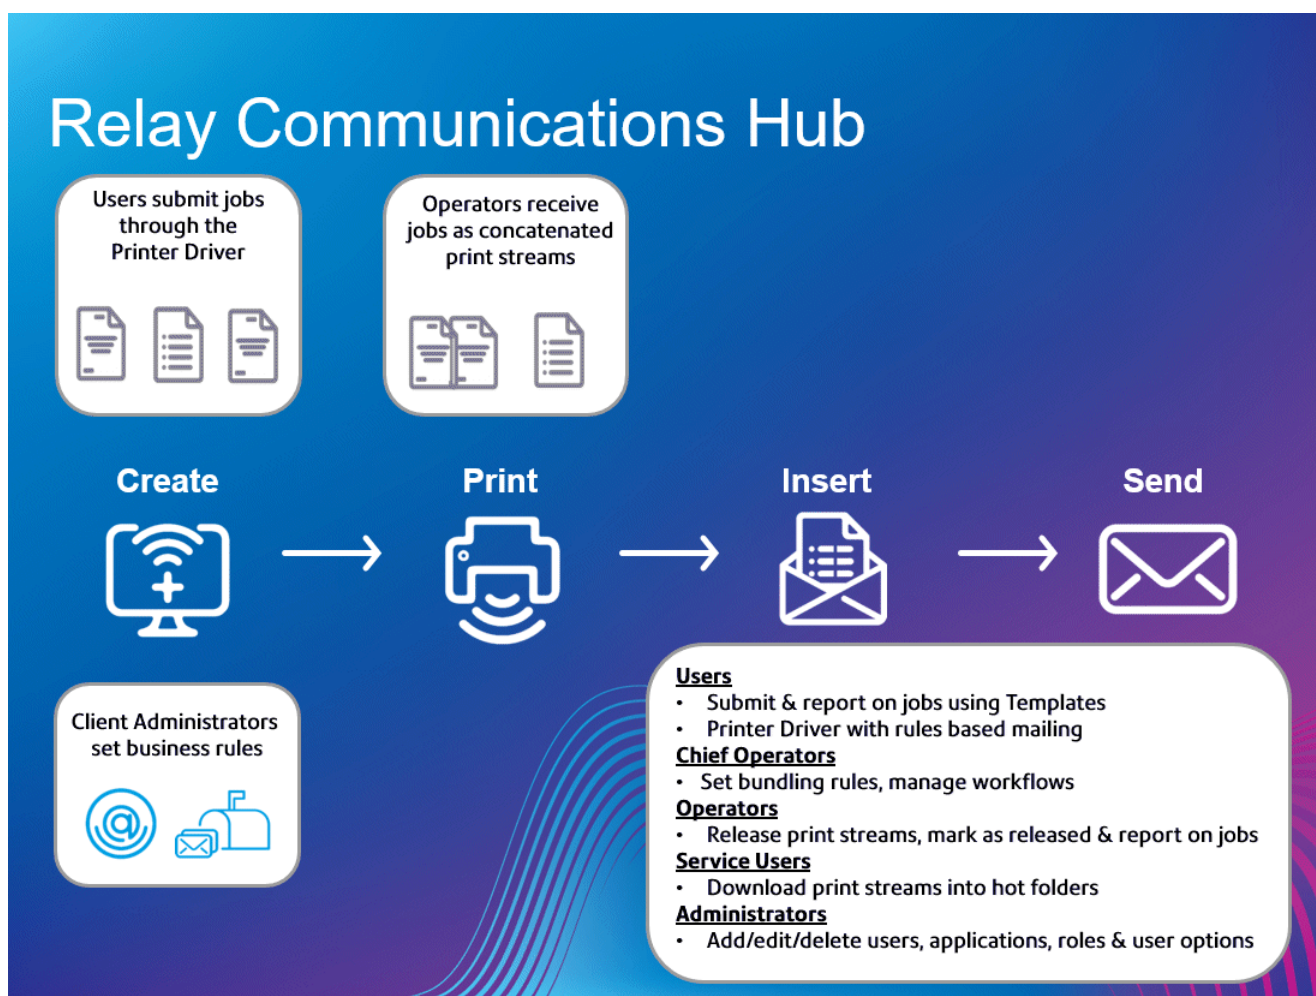 Relay Communications Hub
Users submit jobs
through the
Printer Driver
Operators receive
jobs as concatenated
print streams
Create
Print
Insert
Send
Client Administrators
set business rules
Users
• Submit & report on jobs using Templates
• Printer Driver with rules based mailing
Chief Operators
• Set bundling rules, manage workflows
Operators
• Release print streams, mark as released & report on jobs
Service Users
• Download print streams into hot folders
Administrators
• Add/edit/delete users, applications, roles & user options